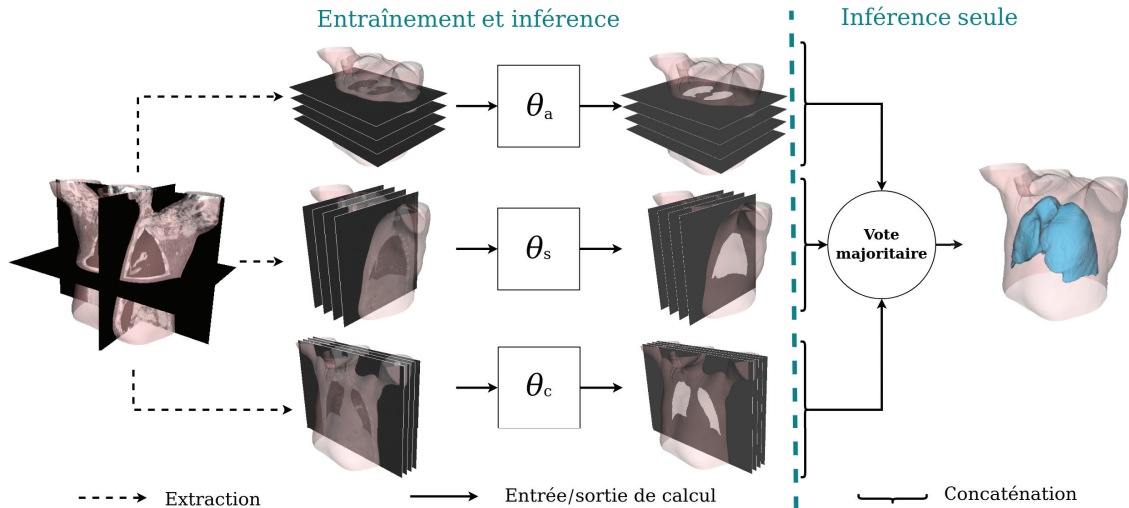 Entraînement et inférence
Inférence seule
θa
θs
θc
Vote
majoritaire
Extraction
Entrée/sortie de calcul
Concaténation